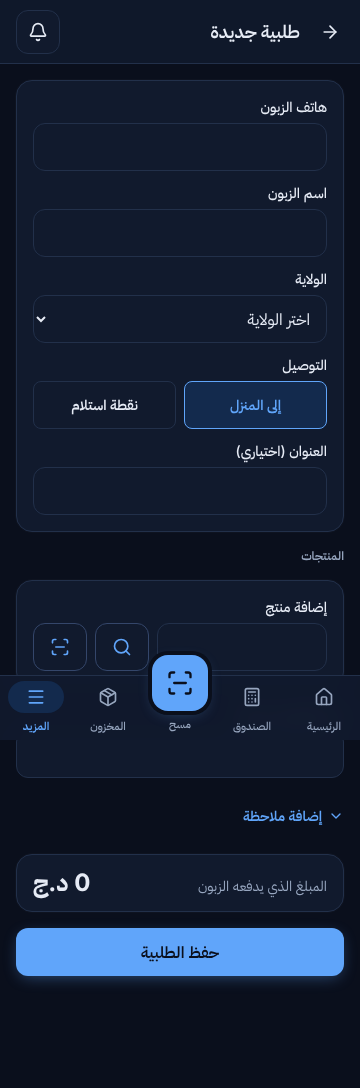 طلبية جديدة
هاتف الزبون
اسم الزبون
الولاية
اختر الولاية
التوصيل
إلى المنزل
نقطة استلام
العنوان (اختياري)
المنتجات
إضافة منتج
الرئيسية
الصندوق
مسح
المخزون
المزيد
إضافة ملاحظة
المبلغ الذي يدفعه الزبون
0 د.ج
حفظ الطلبية